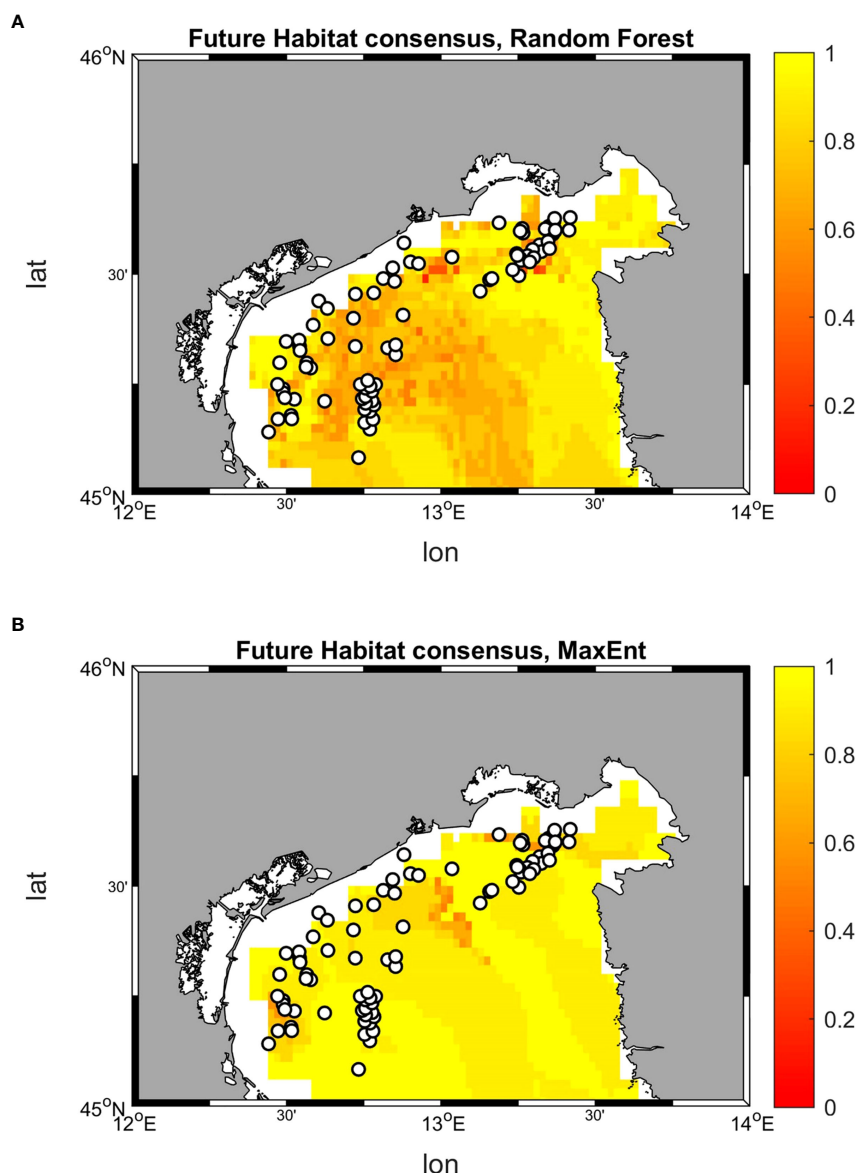 A
Future Habitat consensus, Random Forest
46°N
1
0.8
lat
30'
0.6
0.4
0.2
45°N
0
12°E
30'
13°E
30'
14°E
lon
B
Future Habitat consensus, MaxEnt
46°N
1
0.8
lat
30'
0.6
0.4
0.2
45°N
0
12°E
30'
13°E
30'
14°E
lon